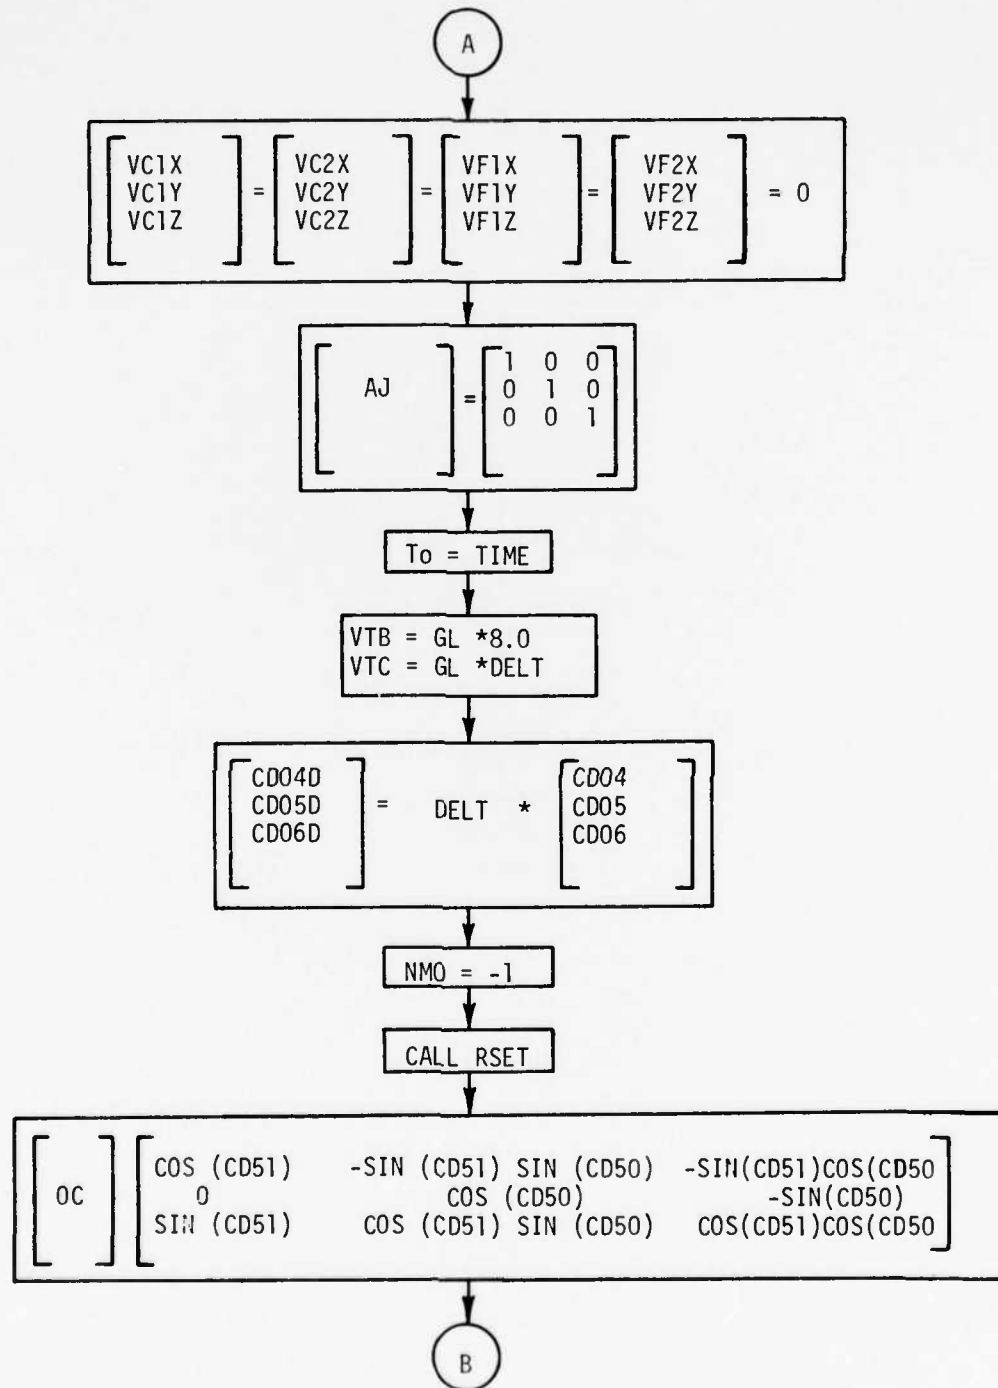 A
VC1X VC2X VF1X VF2X
VC1Y = VC2Y = VF1Y = VF2Y = 0
VC1Z VC2Z VF1Z VF2Z
1 0 0
AJ = 0 1 0
0 0 1
To = TIME
VTB = GL *8.0
VTC = GL *DELT
CD04D CD04
CD05D = DELT * CD05
CD06D CD06
NMO = -1
CALL RSET
COS (CD51) -SIN (CD51) SIN (CD50) -SIN(CD51)COS(CD50
OC 0 COS (CD50) -SIN(CD50)
SIN (CD51) COS (CD51) SIN (CD50) COS(CD51)COS(CD50
B